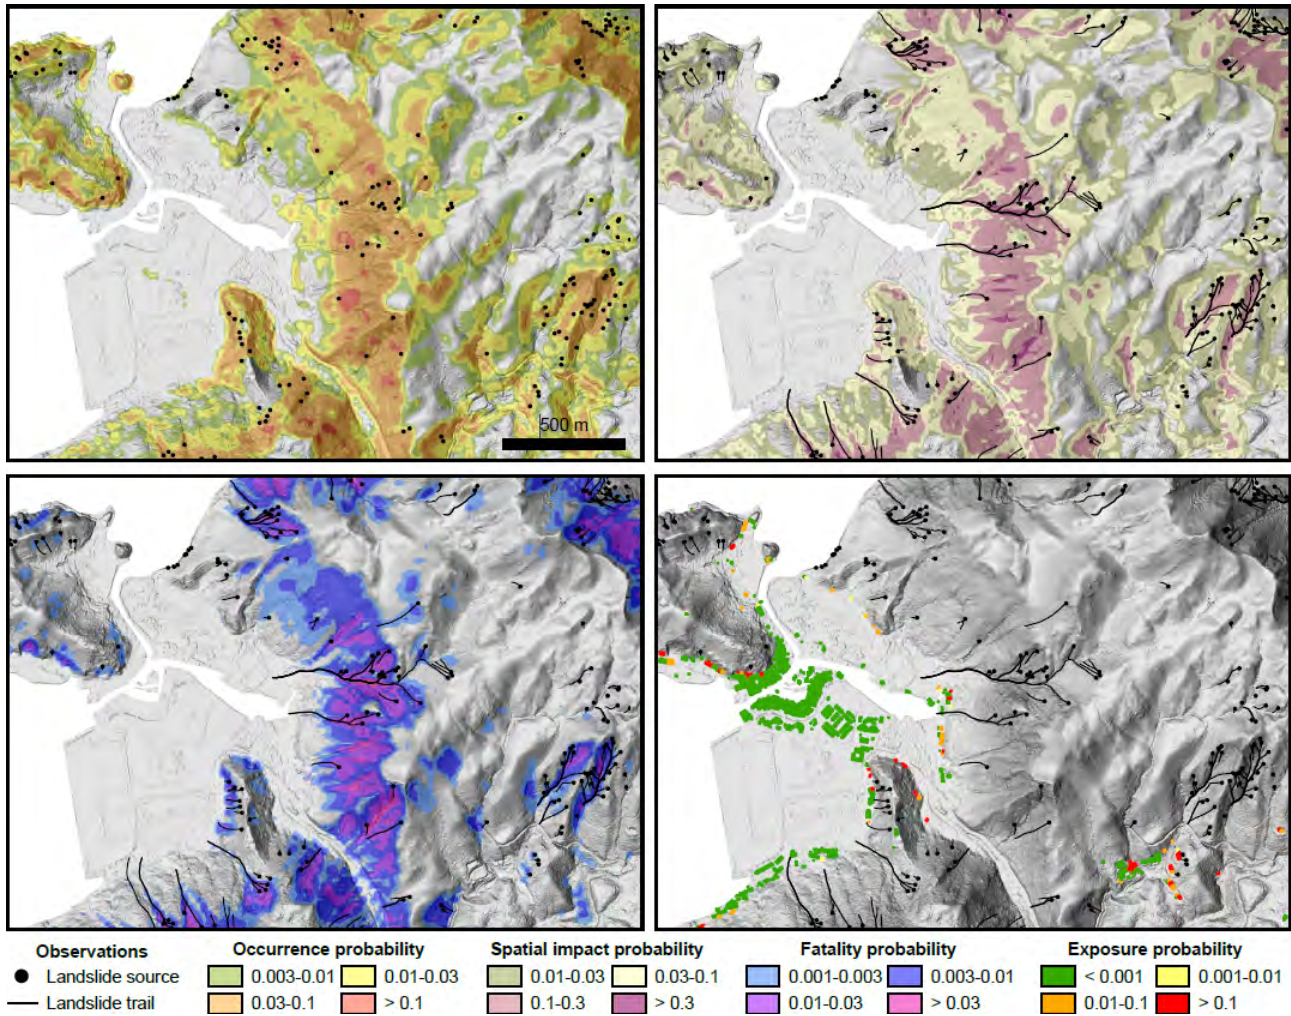 500 m
Observations Occurrence probability Spatial impact probability Fatality probability Exposure probability
Landslide source 0.003-0.01 0.01-0.03 0.01-0.03 0.03-0.1 0.001-0.003 0.003-0.01 < 0.001 0.001-0.01
Landslide trail 0.03-0.1 > 0.1 0.1-0.3 > 0.3 0.01-0.03 > 0.03 0.01-0.1 > 0.1